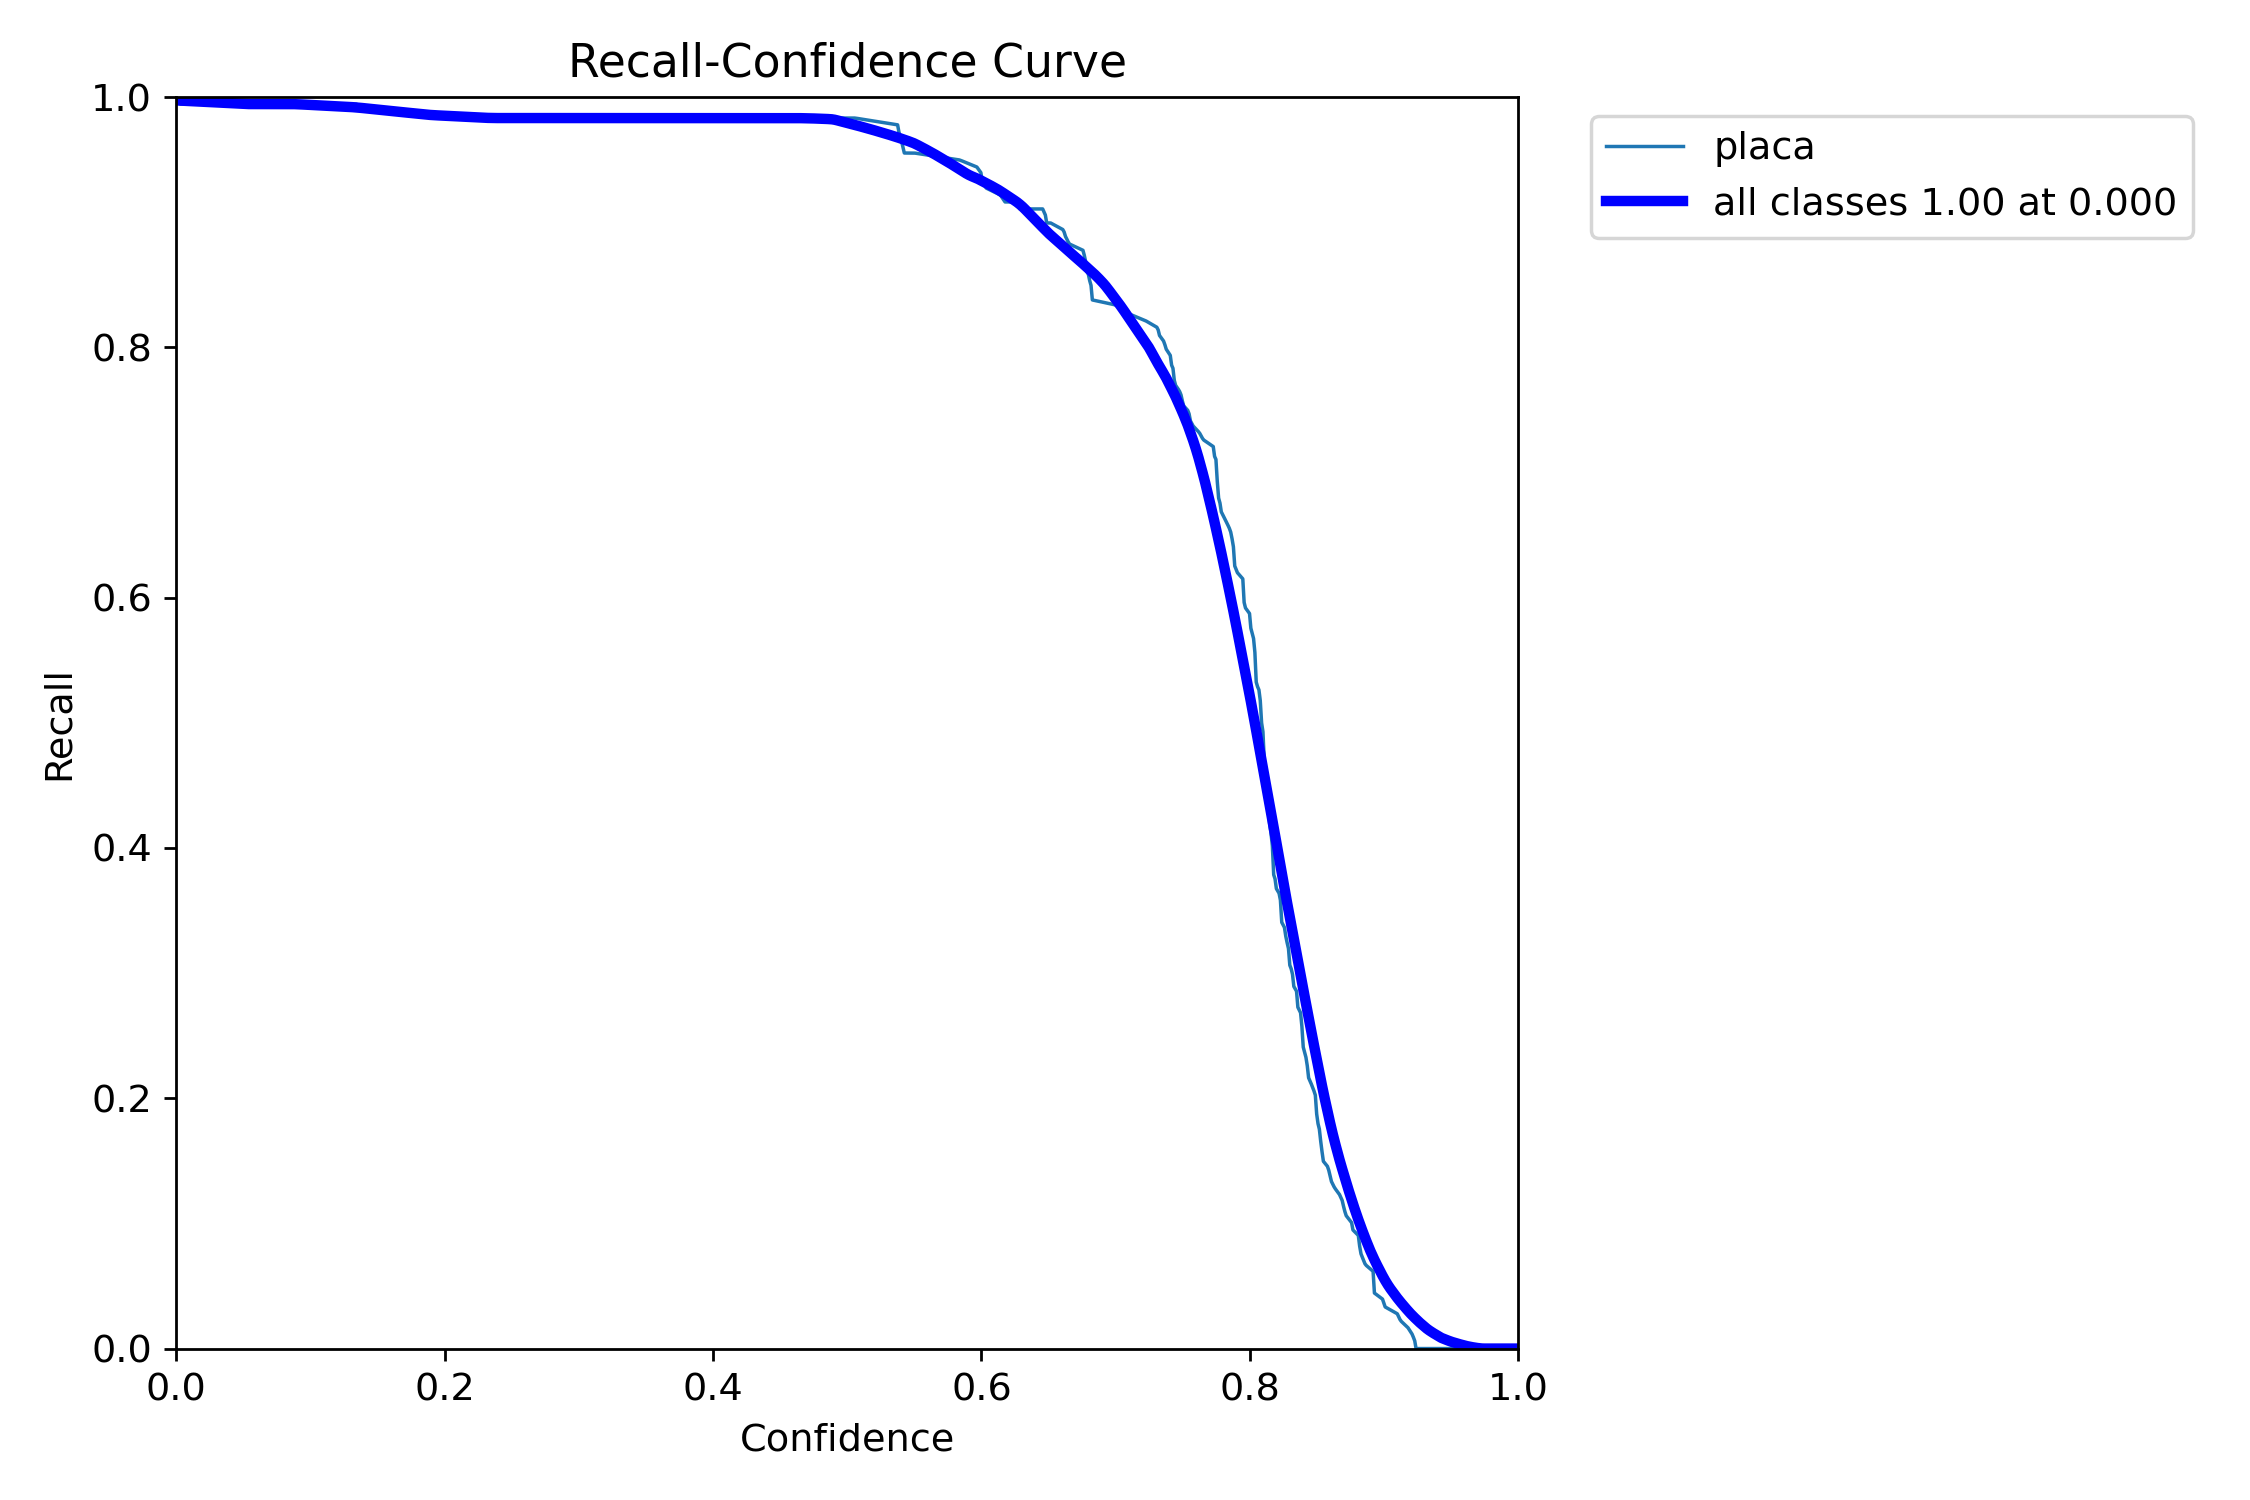 Recall-Confidence Curve
1.0
0.8
0.6
0.4
0.2
0.0
Recall
0.0 0.2 0.4 0.6 0.8 1.0
Confidence
placa
all classes 1.00 at 0.000